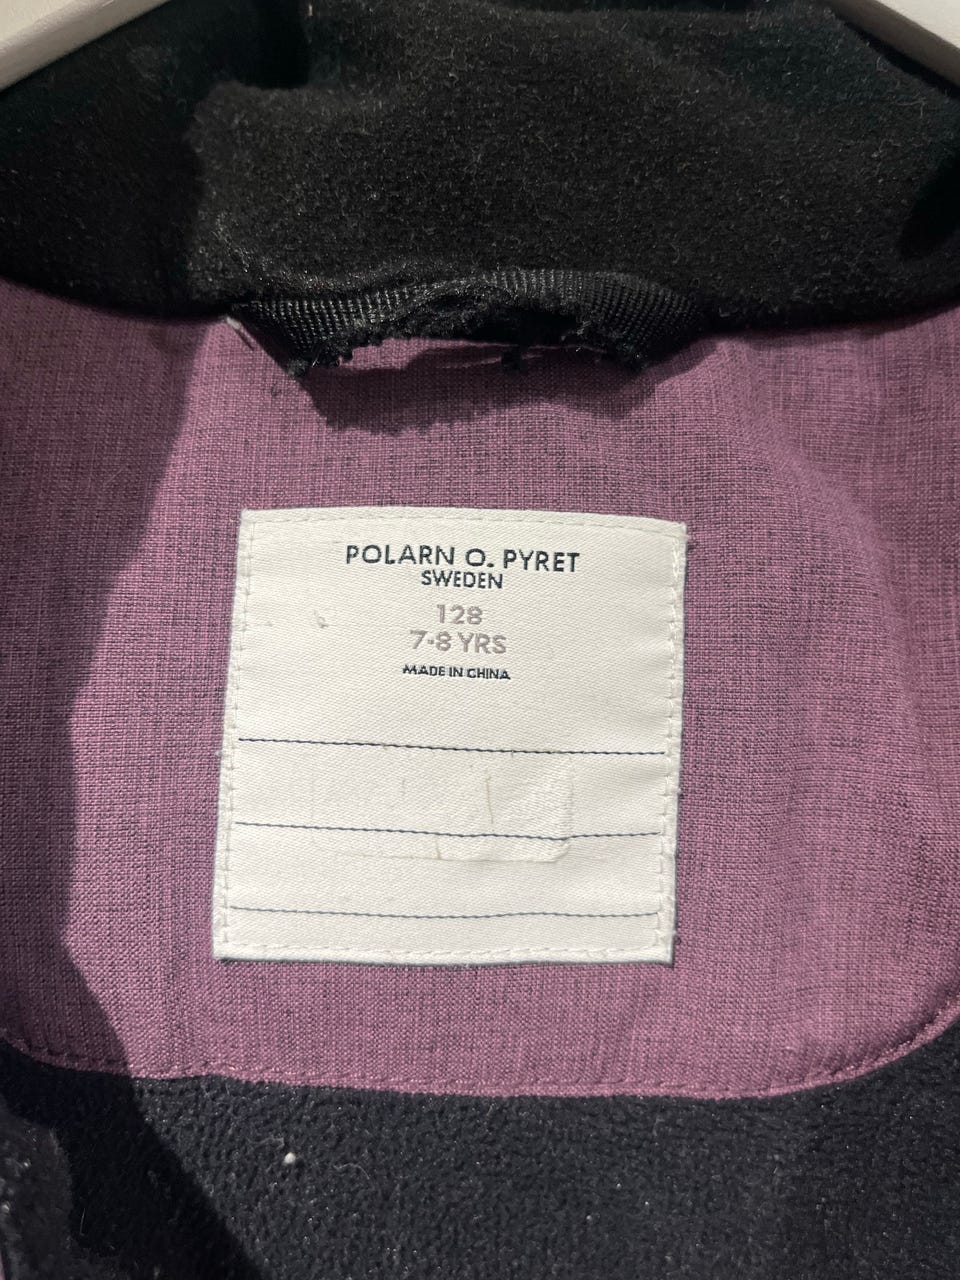 POLARN O. PYRET
SWEDEN
128
7-8 YRS
MADE IN CHINA